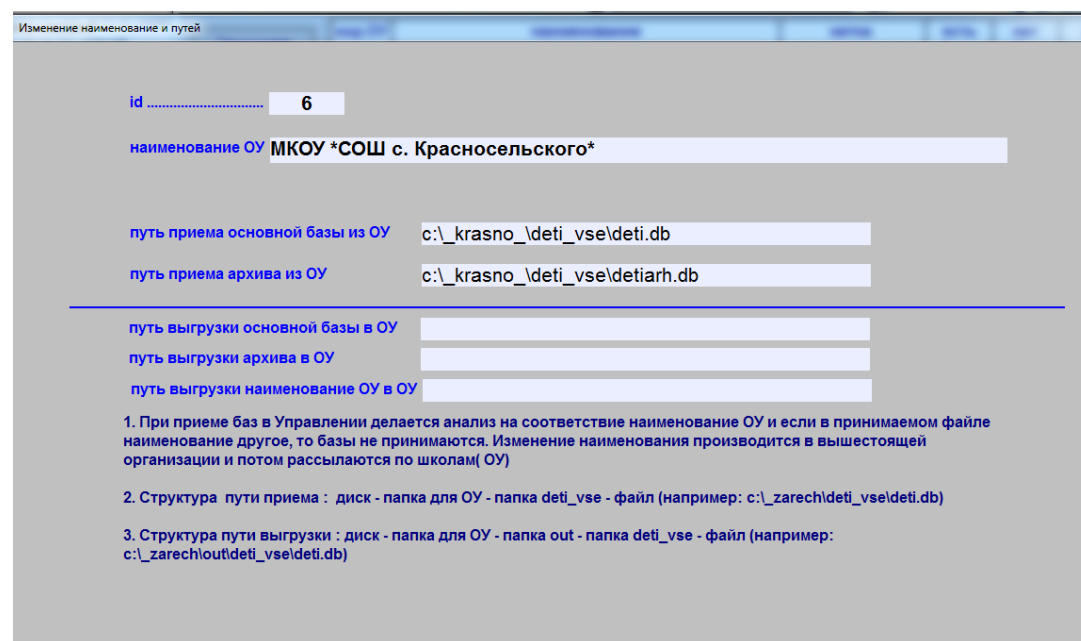 Изменение наименование и путей
id ...............................
6
наименование ОУ МКОУ *СОШ с. Красносельского*
путь приема основной базы из ОУ c:\_krasno_\deti_vse\deti.db
путь приема архива из ОУ c:\_krasno_\deti_vse\detiarh.db
путь выгрузки основной базы в ОУ
путь выгрузки архива в ОУ
путь выгрузки наименование ОУ в ОУ
1. При приеме баз в Управлении делается анализ на соответствие наименование ОУ и если в принимаемом файле
наименование другое, то базы не принимаются. Изменение наименования производится в вышестоящей
организации и потом рассылаются по школам( ОУ)
2. Структура пути приема : диск - папка для ОУ - папка deti_vse - файл (например: c:\_zarech\deti_vse\deti.db)
3. Структура пути выгрузки : диск - папка для ОУ - папка out - папка deti_vse - файл (например:
c:\_zarech\out\deti_vse\deti.db)